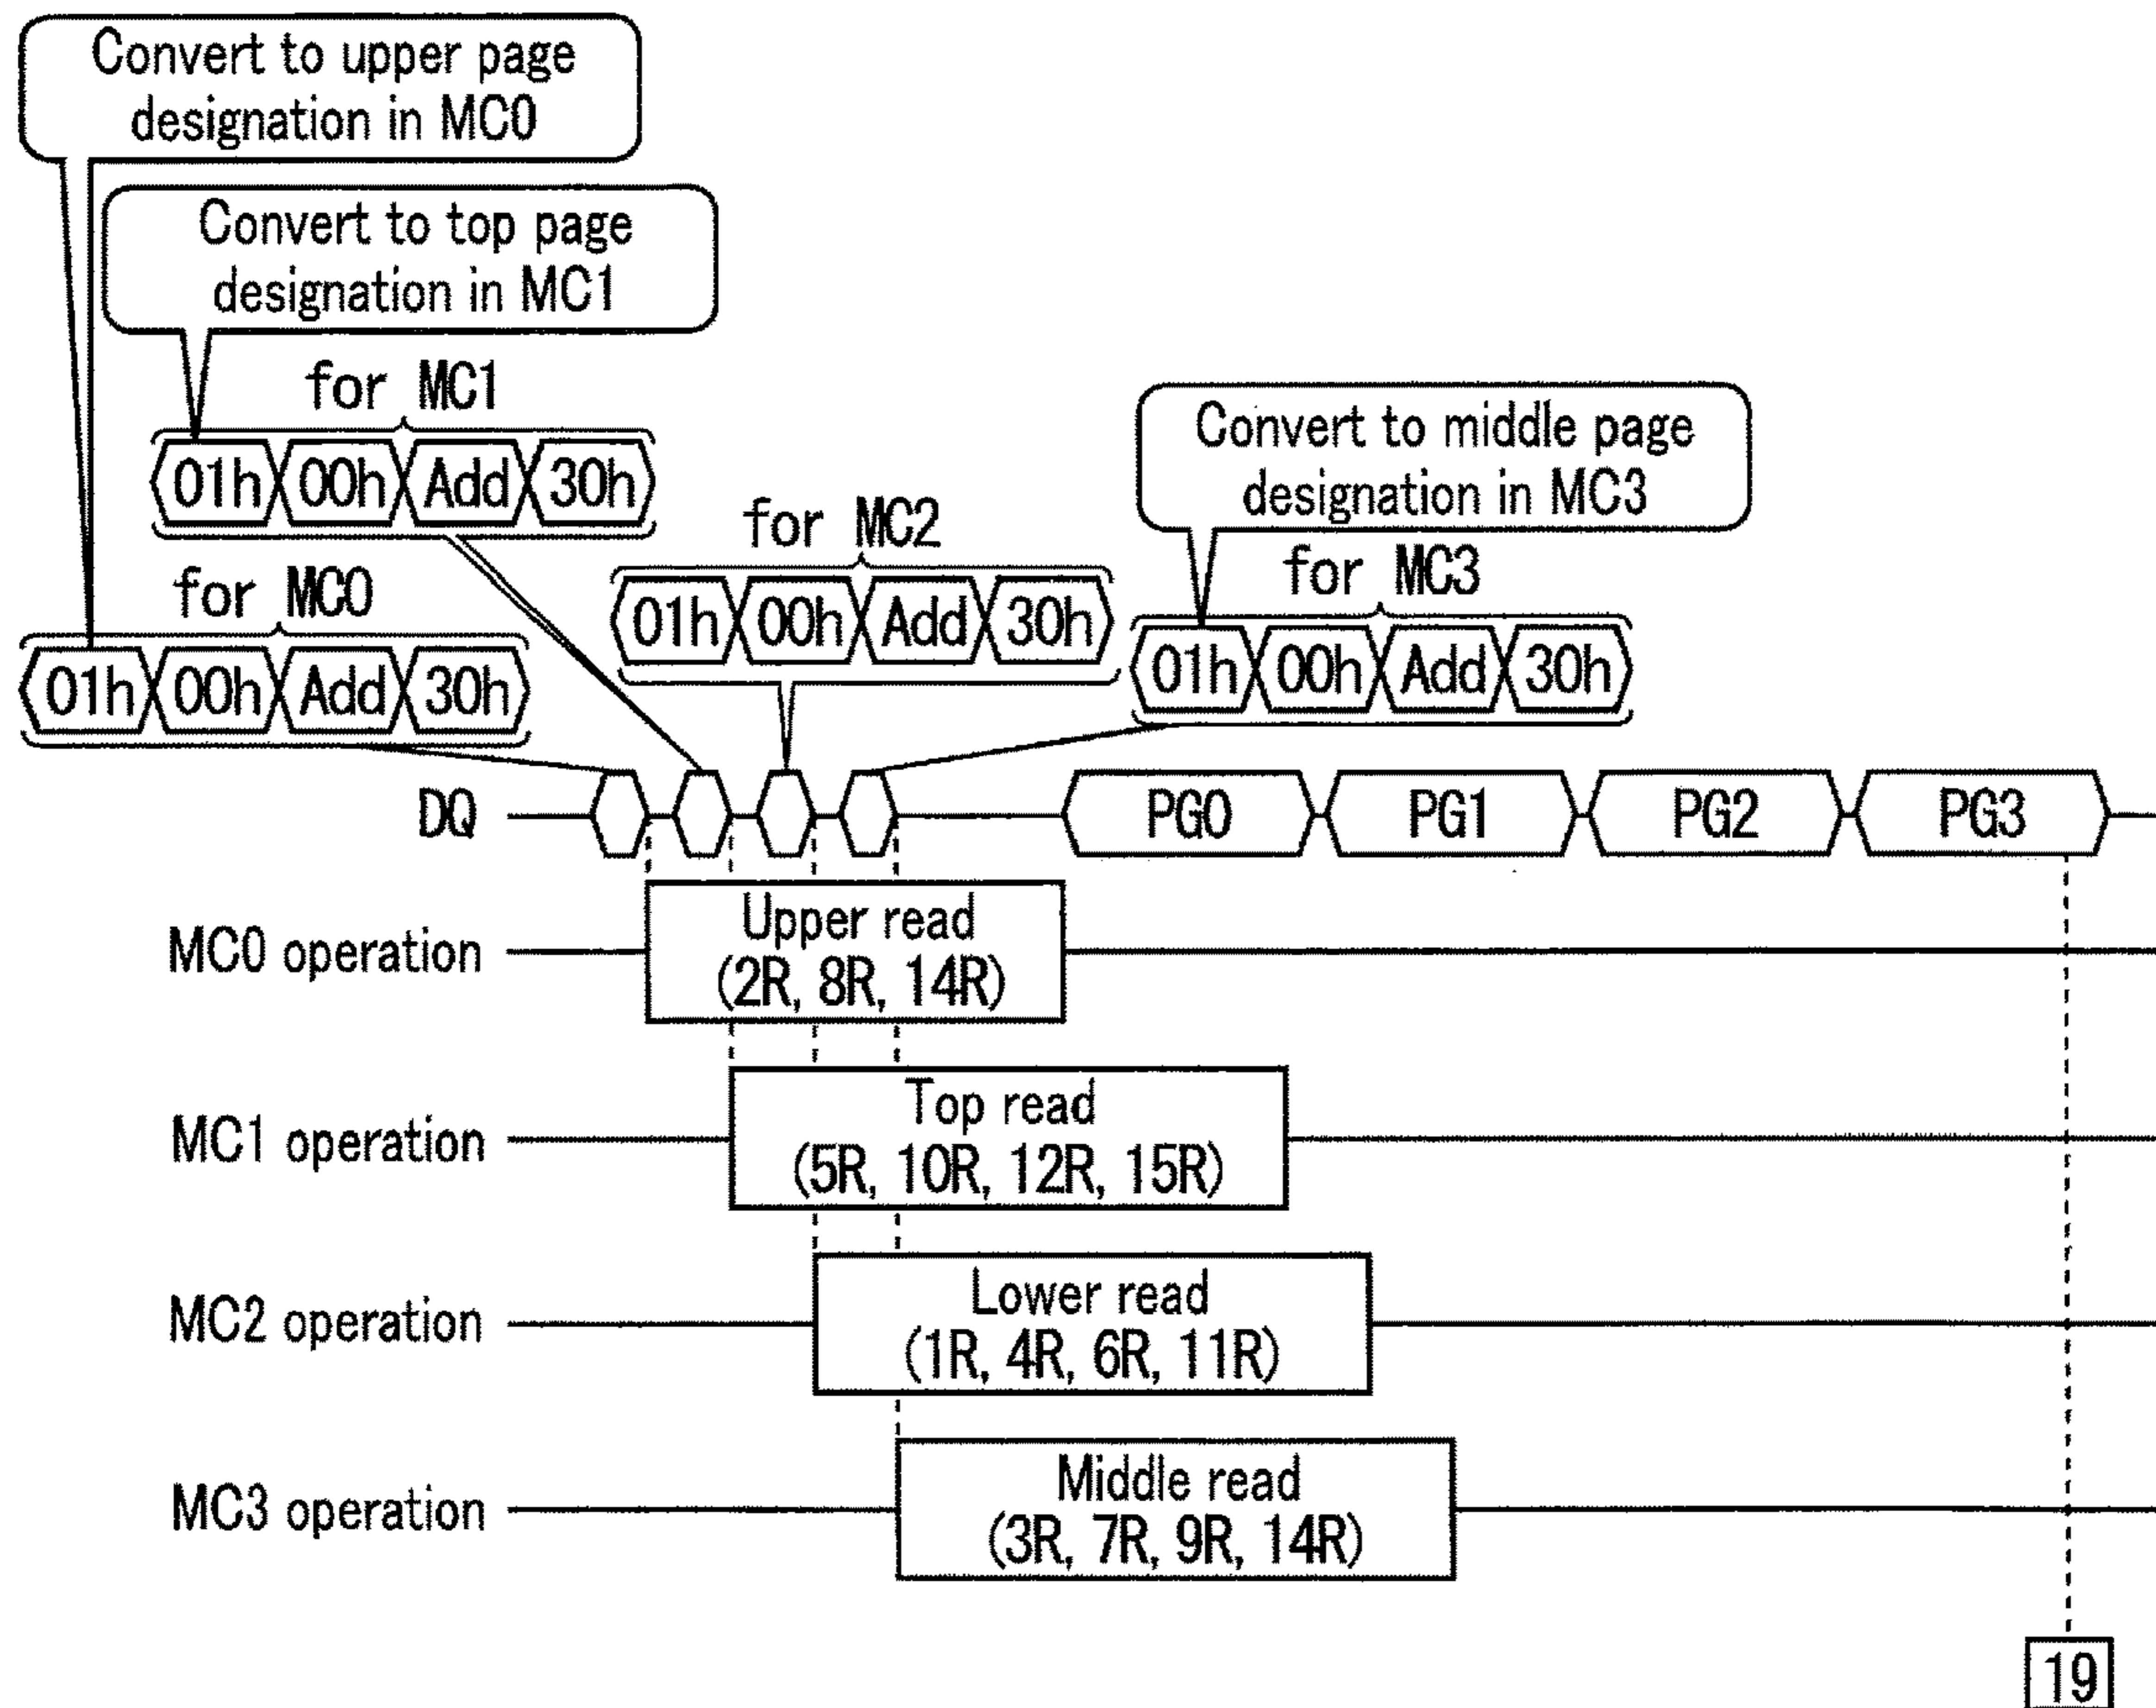 Convert to upper page
designation in MC0
Convert to top page
designation in MC1
for MC1
01h 00h Add 30h
for MC0
01h 00h Add 30h
for MC2
01h 00h Add 30h
Convert to middle page
designation in MC3
for MC3
01h 00h Add 30h
DQ PG0 PG1 PG2 PG3
MC0 operation
Upper read
(2R, 8R, 14R)
MC1 operation
Top read
(5R, 10R, 12R, 15R)
MC2 operation
Lower read
(1R, 4R, 6R, 11R)
MC3 operation
Middle read
(3R, 7R, 9R, 14R)
19